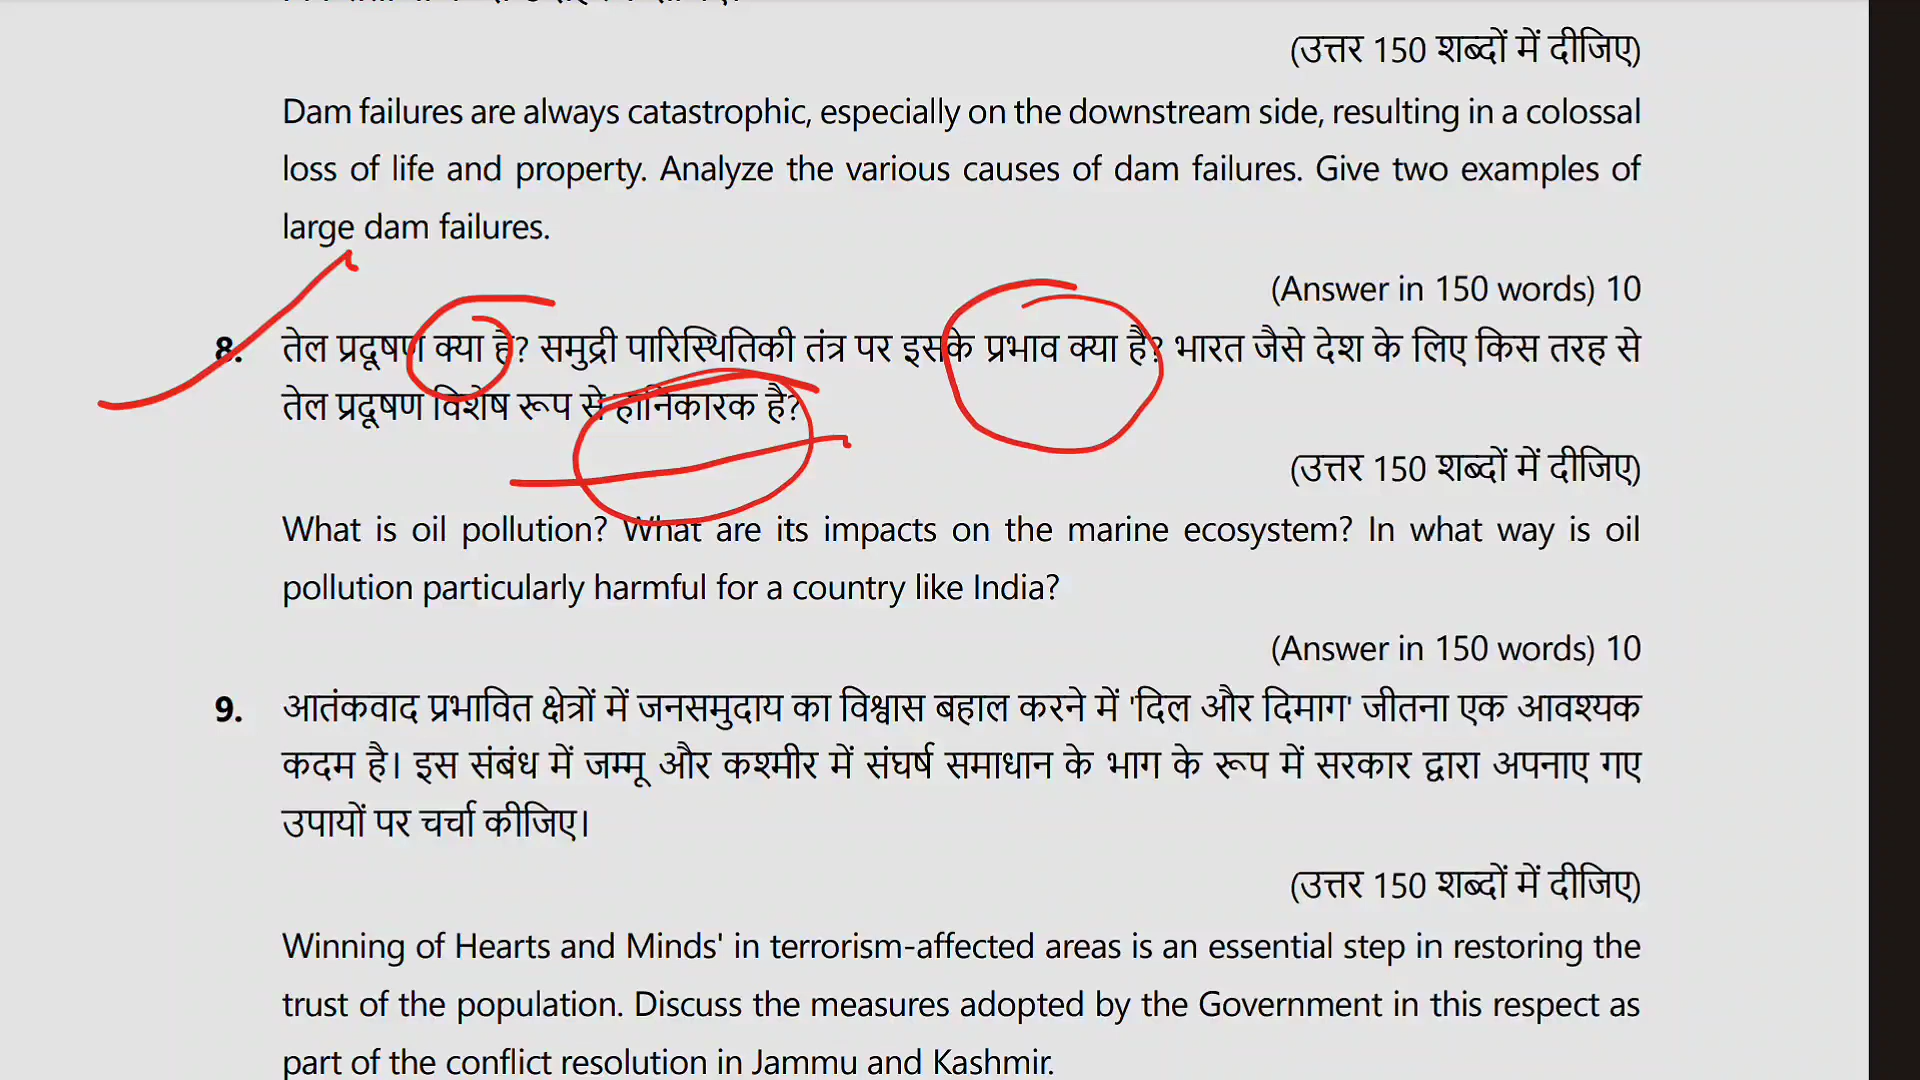 (उत्तर 150 शब्दों में दीजिए)
Dam failures are always catastrophic, especially on the downstream side, resulting in a colossal
loss of life and property. Analyze the various causes of dam failures. Give two examples of
large dam failures.
(Answer in 150 words) 10
8. तेल प्रदूषण क्या है? समुद्री पारिस्थितिकी तंत्र पर इसके प्रभाव क्या है? भारत जैसे देश के लिए किस तरह से
तेल प्रदूषण विशेष रूप से हानिकारक है?
(उत्तर 150 शब्दों में दीजिए)
What is oil pollution? What are its impacts on the marine ecosystem? In what way is oil
pollution particularly harmful for a country like India?
(Answer in 150 words) 10
9. आतंकवाद प्रभावित क्षेत्रों में जनसमुदाय का विश्वास बहाल करने में 'दिल और दिमाग' जीतना एक आवश्यक
कदम है। इस संबंध में जम्मू और कश्मीर में संघर्ष समाधान के भाग के रूप में सरकार द्वारा अपनाए गए
उपायों पर चर्चा कीजिए।
(उत्तर 150 शब्दों में दीजिए)
Winning of Hearts and Minds' in terrorism-affected areas is an essential step in restoring the
trust of the population. Discuss the measures adopted by the Government in this respect as
part of the conflict resolution in Jammu and Kashmir.